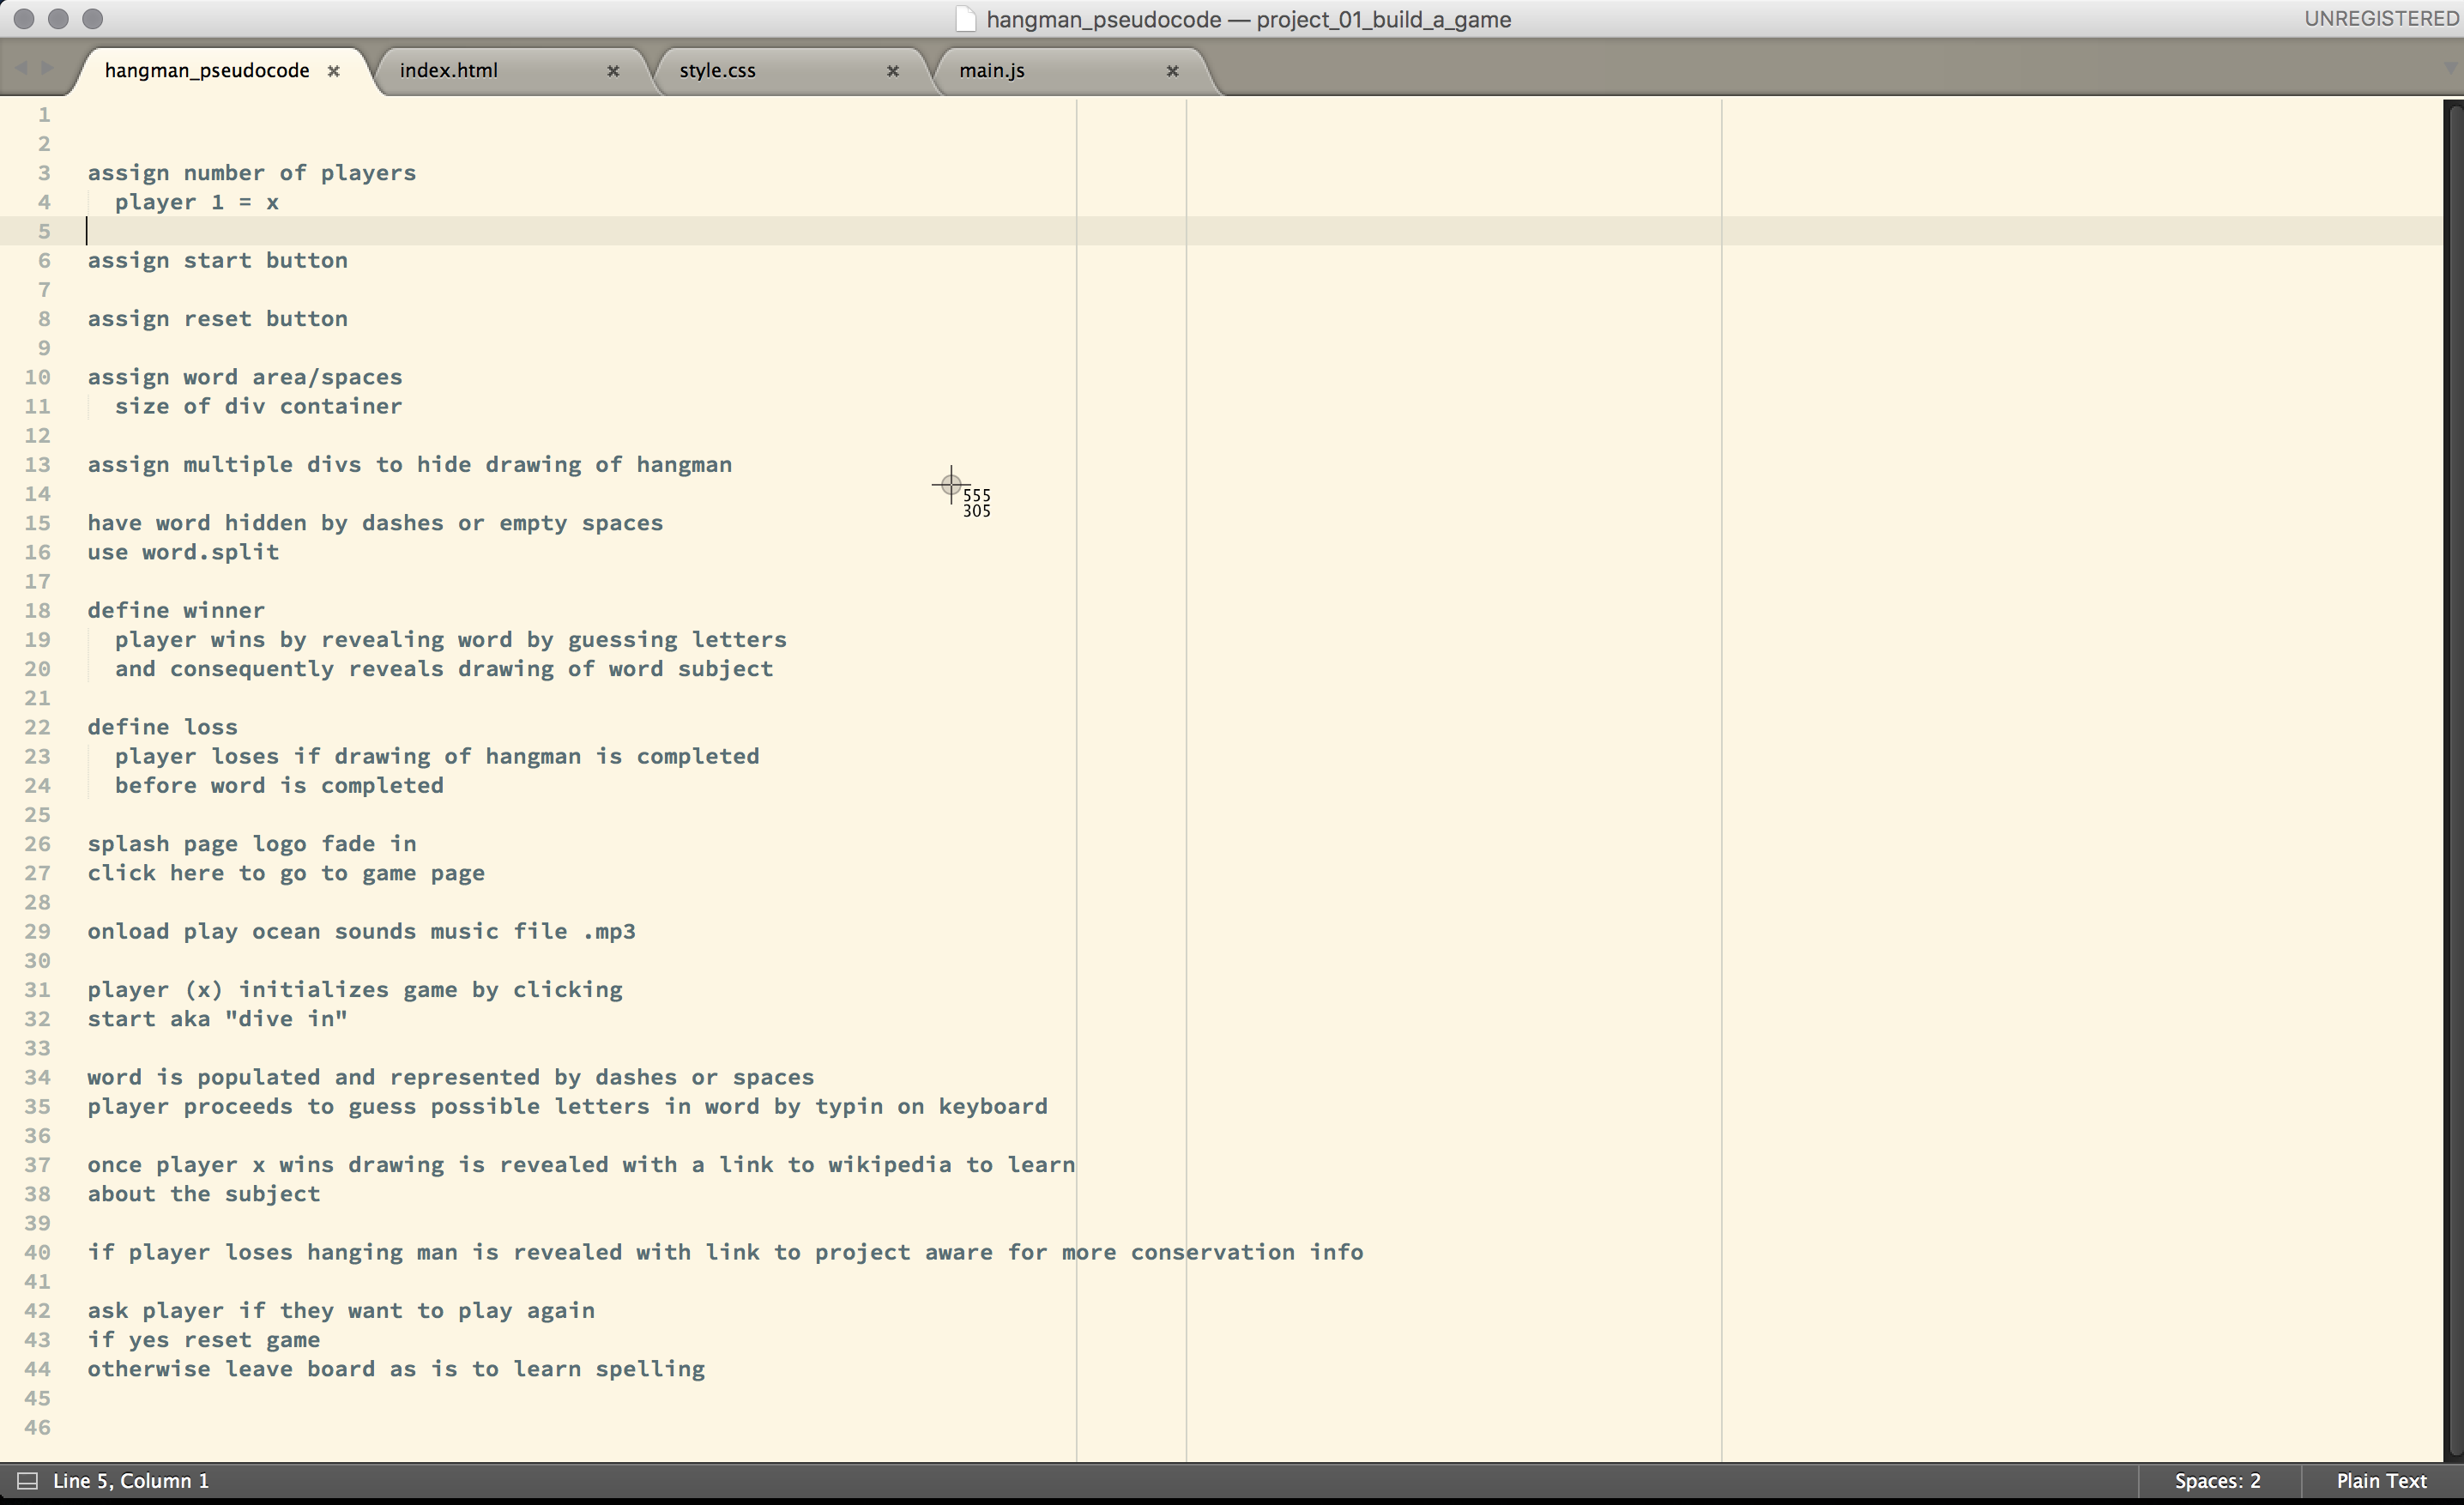 hangman_pseudocode — project_01_build_a_game
UNREGISTERED
hangman_pseudocode × index.html × style.css × main.js ×
1
2
3 assign number of players
4 player 1 = x
5
6 assign start button
7
8 assign reset button
9
10 assign word area/spaces
11 size of div container
12
13 assign multiple divs to hide drawing of hangman
14
555
305
15 have word hidden by dashes or empty spaces
16 use word.split
17
18 define winner
19 player wins by revealing word by guessing letters
20 and consequently reveals drawing of word subject
21
22 define loss
23 player loses if drawing of hangman is completed
24 before word is completed
25
26 splash page logo fade in
27 click here to go to game page
28
29 onload play ocean sounds music file .mp3
30
31 player (x) initializes game by clicking
32 start aka "dive in"
33
34 word is populated and represented by dashes or spaces
35 player proceeds to guess possible letters in word by typin on keyboard
36
37 once player x wins drawing is revealed with a link to wikipedia to learn
38 about the subject
39
40 if player loses hanging man is revealed with link to project aware for more conservation info
41
42 ask player if they want to play again
43 if yes reset game
44 otherwise leave board as is to learn spelling
45
46
Line 5, Column 1
Spaces: 2
Plain Text